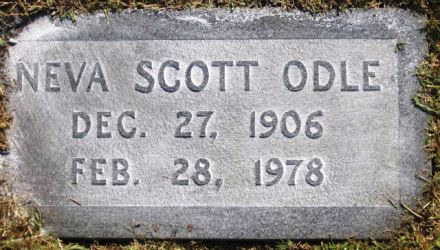 NEVA SCOTT ODLE
DEC. 27, 1906
FEB. 28, 1978